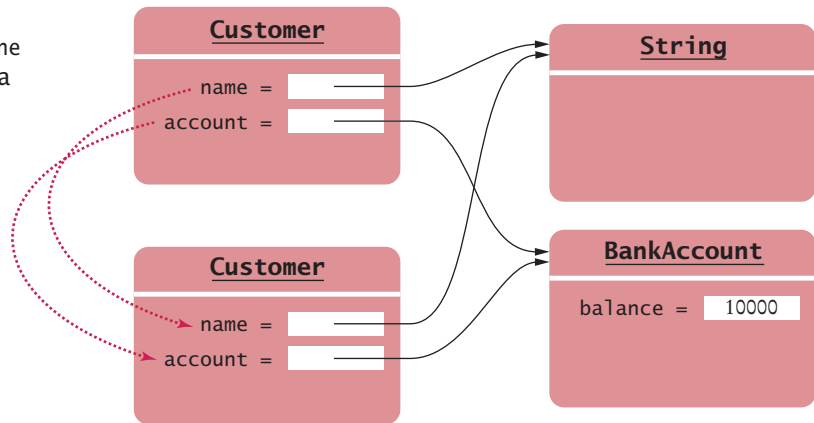 Customer
name =
account =
Customer
name =
account =
String
BankAccount
balance = 10000
a